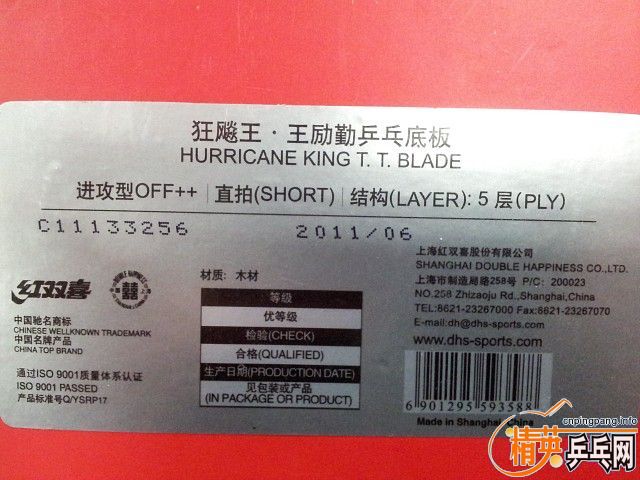 狂飚王·王励勤乒乓底板
HURRICANE KING T. T. BLADE
进攻型OFF++ 直拍(SHORT) 结构(LAYER): 5 层(PLY)
C11133256 2011/06
红双喜
DOUBLE HAPPINESS
中国驰名商标
CHINESE WELLKNOWN TRADEMARK
中国名牌产品
CHINA TOP BRAND
通过ISO 9001质量体系认证
ISO 9001 PASSED
产品标准号Q/YSRP17
材质: 木材
等级
优等级
检验(CHECK)
合格(QUALIFIED)
生产日期(PRODUCTION DATE)
见包装或产品
(IN PACKAGE OR PRODUCT)
上海红双喜股份有限公司
SHANGHAI DOUBLE HAPPINESS CO.,LTD.
上海市制造局路258号 P/C: 200023
NO.258 Zhizaoju Rd.,Shanghai,China
TEL:8621-23267000 Fax:8621-23267070
E-mail:dh@dhs-sports.com
www.dhs-sports.com
6 901295 593588
Made in Shanghai, China
cnpingpang.com
精英乒乓网